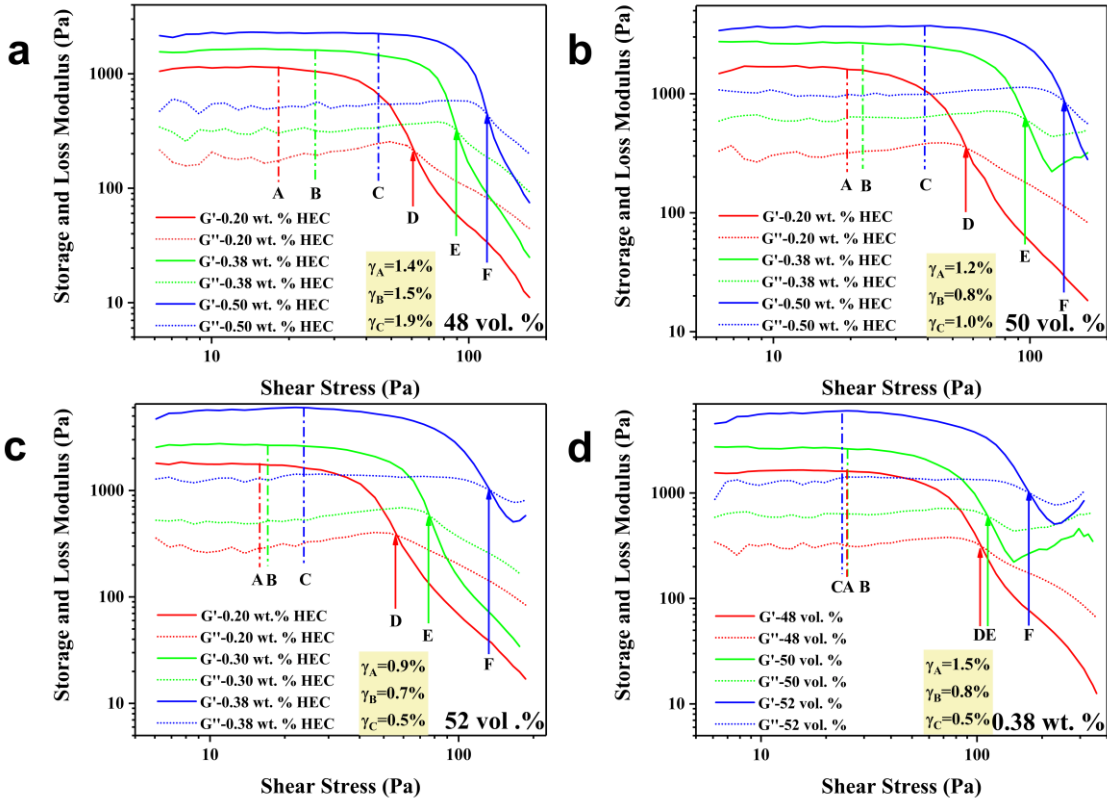 a
Storage and Loss Modulus (Pa)
1000
100
10
A
B
C
D
E
F
G'-0.20 wt. % HEC
G''-0.20 wt. % HEC
G'-0.38 wt. % HEC
G''-0.38 wt. % HEC
G'-0.50 wt. % HEC
G''-0.50 wt. % HEC
γA=1.4%
γB=1.5%
γC=1.9%
48 vol. %
10
100
Shear Stress (Pa)
b
Strorage and Loss Modulus (Pa)
1000
100
10
A
B
C
D
E
F
G'-0.20 wt. % HEC
G''-0.20 wt. % HEC
G'-0.38 wt. % HEC
G''-0.38 wt. % HEC
G'-0.50 wt. % HEC
G''-0.50 wt. % HEC
γA=1.2%
γB=0.8%
γC=1.0%
50 vol. %
10
100
Shear Stress (Pa)
c
Storage and Loss Modulus (Pa)
1000
100
10
A
B
C
D
E
F
G'-0.20 wt.% HEC
G''-0.20 wt. % HEC
G'-0.30 wt. % HEC
G''-0.30 wt. % HEC
G'-0.38 wt. % HEC
G''-0.38 wt. % HEC
γA=0.9%
γB=0.7%
γC=0.5%
52 vol .%
10
100
Shear Stress (Pa)
d
Storage and Loss Modulus (Pa)
1000
100
10
CA B
DE
F
G'-48 vol. %
G''-48 vol. %
G'-50 vol. %
G''-50 vol. %
G'-52 vol. %
G''-52 vol. %
γA=1.5%
γB=0.8%
γC=0.5%
0.38 wt. %
10
100
Shear Stress (Pa)